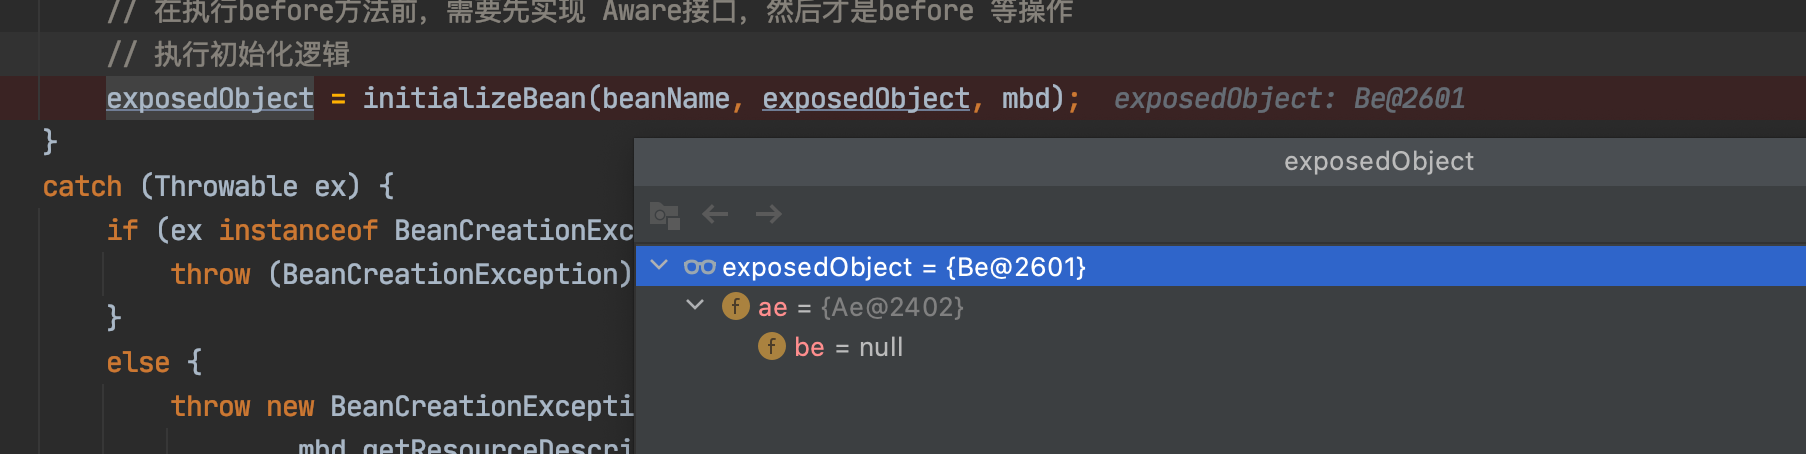 // 在执行before方法前，需要先实现 Aware接口，然后才是before 等操作
// 执行初始化逻辑
exposedObject = initializeBean(beanName, exposedObject, mbd); exposedObject: Be@2601
}
catch (Throwable ex) {
if (ex instanceof BeanCreationExc
throw (BeanCreationException)
}
else {
throw new BeanCreationExcepti
mbd.getResourceDescri
exposedObject
exposedObject = {Be@2601}
f ae = {Ae@2402}
f be = null